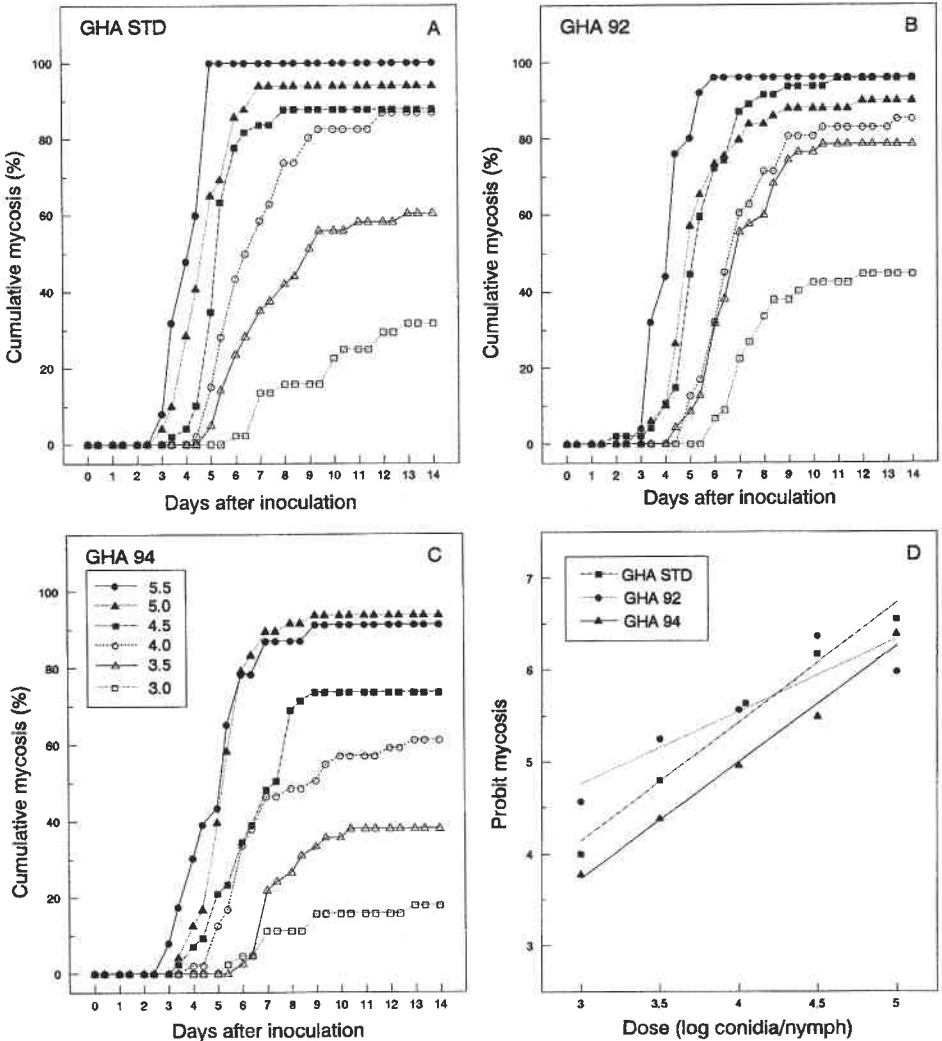 GHA STD
A
Cumulative mycosis (%)
100
80
60
40
20
0
0 1 2 3 4 5 6 7 8 9 10 11 12 13 14
Days after inoculation
GHA 92
B
Cumulative mycosis (%)
100
80
60
40
20
0
0 1 2 3 4 5 6 7 8 9 10 11 12 13 14
Days after inoculation
GHA 94
C
5.5
5.0
4.5
4.0
3.5
3.0
Cumulative mycosis (%)
100
80
60
40
20
0
0 1 2 3 4 5 6 7 8 9 10 11 12 13 14
Days after inoculation
D
GHA STD
GHA 92
GHA 94
Probit mycosis
7
6
5
4
3
3 3.5 4 4.5 5
Dose (log conidia/nymph)